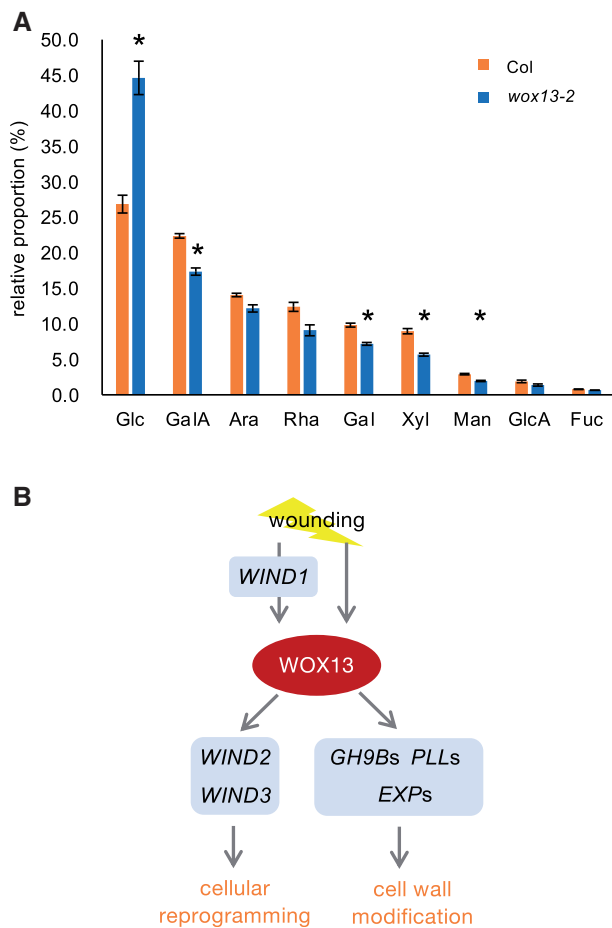 A
relative proportion (%)
50.0
45.0
40.0
35.0
30.0
25.0
20.0
15.0
10.0
5.0
0.0
* * * * *
Col
wox13-2
Glc GalA Ara Rha Gal Xyl Man GlcA Fuc
B
wounding
WIND1
WOX13
WIND2
WIND3
GH9Bs PLLs
EXPs
cellular
reprogramming
cell wall
modification